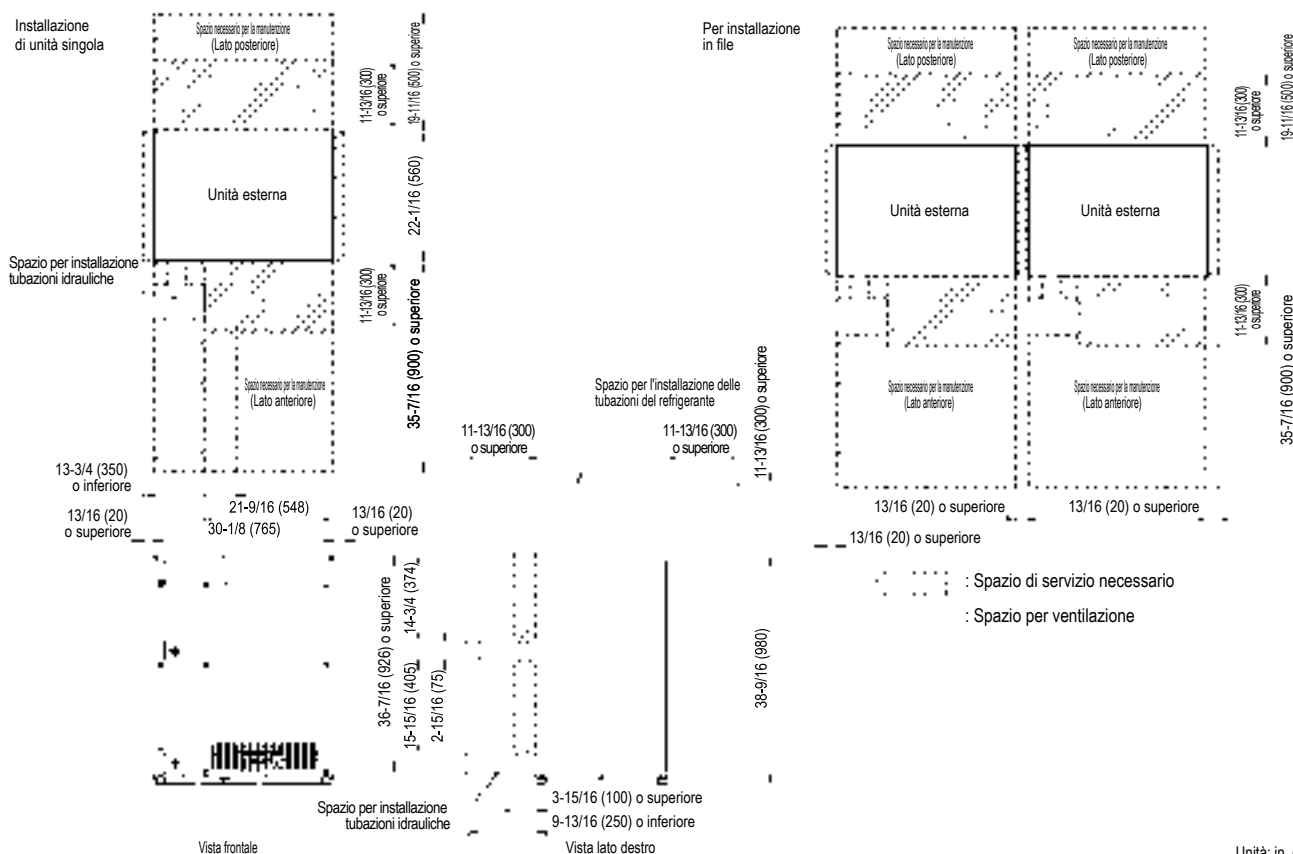 Installazione
di unità singola
Spazio necessario per la manutenzione
(Lato posteriore)
11-13/16 (300)
o superiore
19-11/16 (500) o superiore
Unità esterna
22-1/16 (560)
Spazio per installazione
tubazioni idrauliche
11-13/16 (300)
o superiore
35-7/16 (900) o superiore
Spazio necessario per la manutenzione
(Lato anteriore)
13-3/4 (350)
o inferiore
21-9/16 (548)
13/16 (20)
o superiore
30-1/8 (765)
13/16 (20)
o superiore
36-7/16 (926) o superiore
14-3/4 (374)
15-15/16 (405)
2-15/16 (75)
Vista frontale
Spazio per l'installazione delle
tubazioni del refrigerante
11-13/16 (300)
o superiore
11-13/16 (300)
o superiore
11-13/16 (300) o superiore
38-9/16 (980)
Spazio per installazione
tubazioni idrauliche
3-15/16 (100) o superiore
9-13/16 (250) o inferiore
Vista lato destro
Per installazione
in file
Spazio necessario per la manutenzione
(Lato posteriore)
Spazio necessario per la manutenzione
(Lato posteriore)
11-13/16 (300)
o superiore
19-11/16 (500) o superiore
Unità esterna
Unità esterna
11-13/16 (300)
o superiore
35-7/16 (900) o superiore
Spazio necessario per la manutenzione
(Lato anteriore)
Spazio necessario per la manutenzione
(Lato anteriore)
13/16 (20) o superiore
13/16 (20) o superiore
13/16 (20) o superiore
: Spazio di servizio necessario
: Spazio per ventilazione
Unità: in.